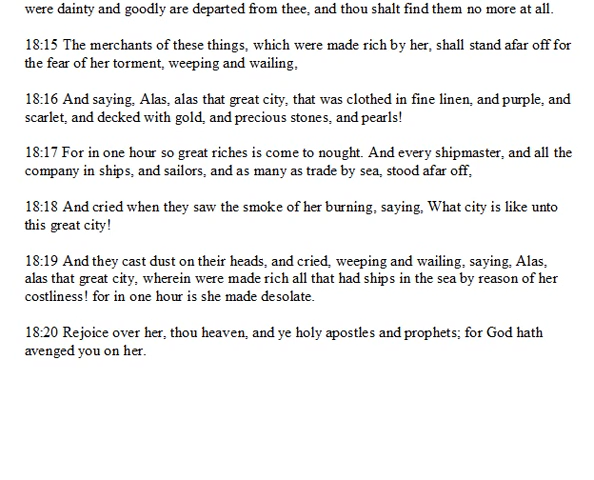 were dainty and goodly are departed from thee, and thou shalt find them no more at all.
18:15 The merchants of these things, which were made rich by her, shall stand afar off for
the fear of her torment, weeping and wailing,
18:16 And saying, Alas, alas that great city, that was clothed in fine linen, and purple, and
scarlet, and decked with gold, and precious stones, and pearls!
18:17 For in one hour so great riches is come to nought. And every shipmaster, and all the
company in ships, and sailors, and as many as trade by sea, stood afar off,
18:18 And cried when they saw the smoke of her burning, saying, What city is like unto
this great city!
18:19 And they cast dust on their heads, and cried, weeping and wailing, saying, Alas,
alas that great city, wherein were made rich all that had ships in the sea by reason of her
costliness! for in one hour is she made desolate.
18:20 Rejoice over her, thou heaven, and ye holy apostles and prophets; for God hath
avenged you on her.